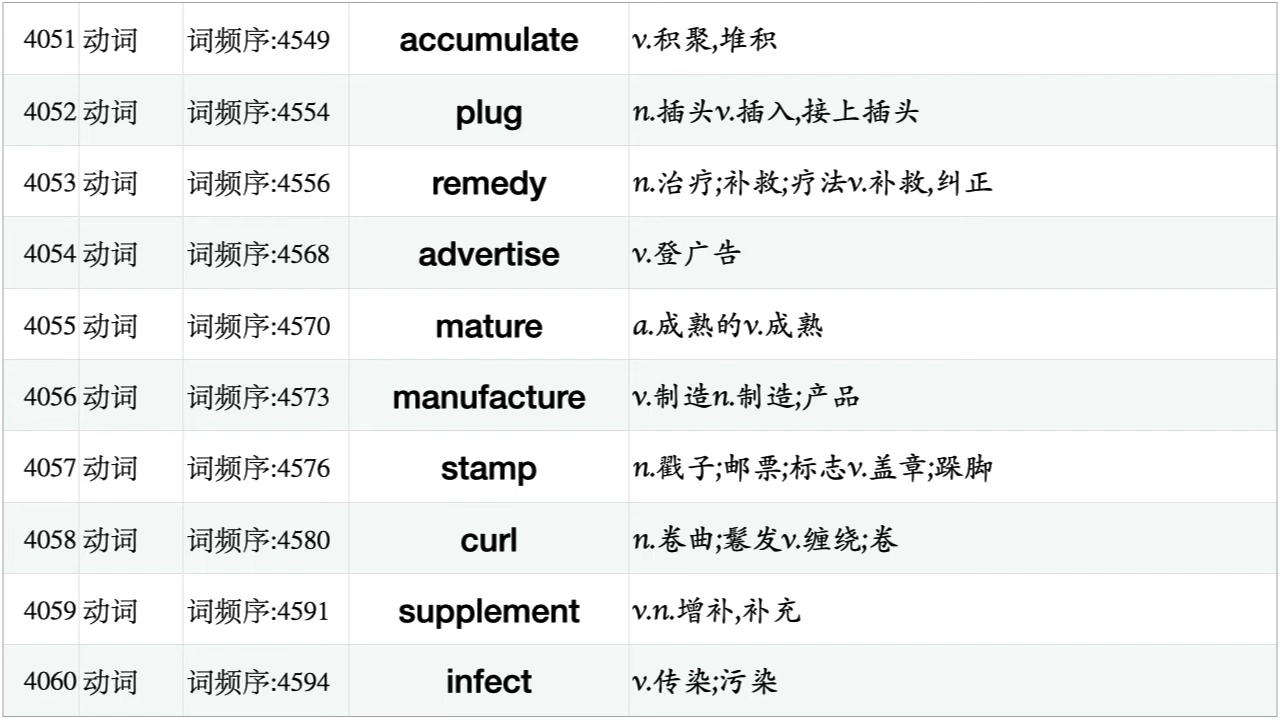 4051 动词 词频序:4549 accumulate v.积聚,堆积
4052 动词 词频序:4554 plug n.插头v.插入,接上插头
4053 动词 词频序:4556 remedy n.治疗;补救;疗法v.补救,纠正
4054 动词 词频序:4568 advertise v.登广告
4055 动词 词频序:4570 mature a.成熟的v.成熟
4056 动词 词频序:4573 manufacture v.制造n.制造;产品
4057 动词 词频序:4576 stamp n.戳子;邮票;标志v.盖章;跺脚
4058 动词 词频序:4580 curl n.卷曲;鬈发v.缠绕;卷
4059 动词 词频序:4591 supplement v.n.增补,补充
4060 动词 词频序:4594 infect v.传染;污染